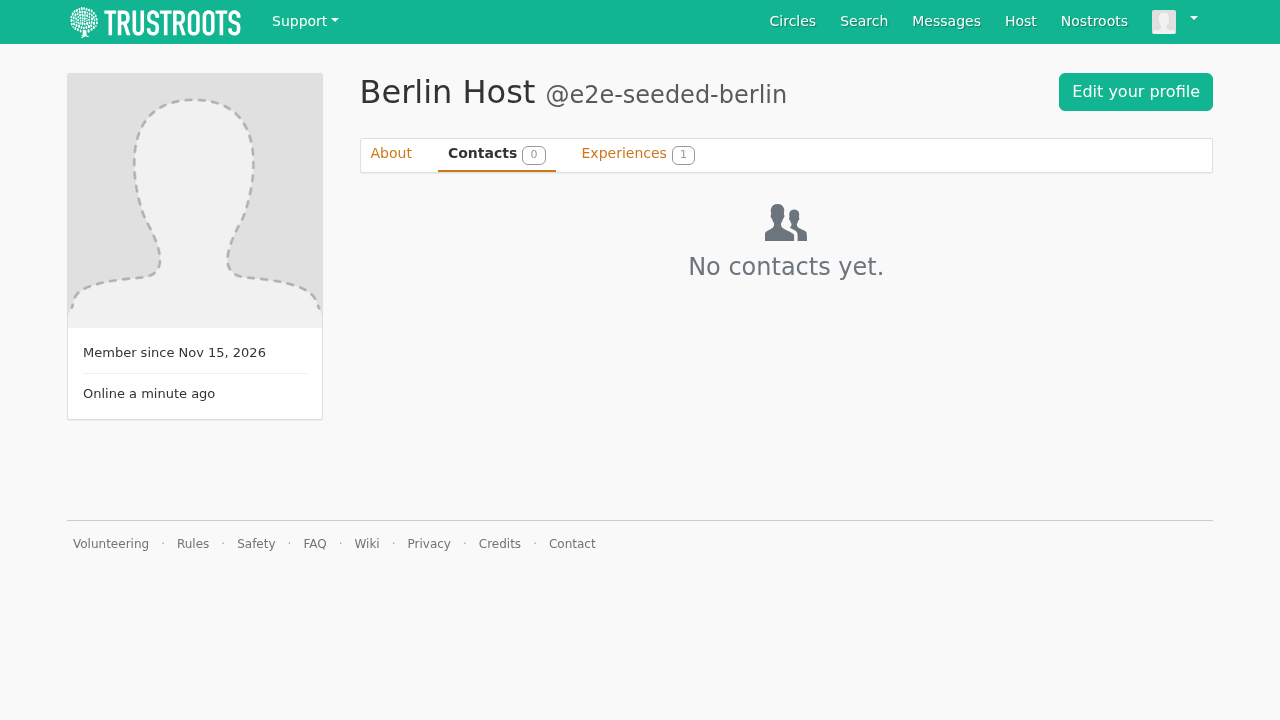 TRUSTROOTS Support Circles Search Messages Host Nostroots
Berlin Host @e2e-seeded-berlin Edit your profile
About Contacts 0 Experiences 1
No contacts yet.
Member since Nov 15, 2026
Online a minute ago
Volunteering · Rules · Safety · FAQ · Wiki · Privacy · Credits · Contact